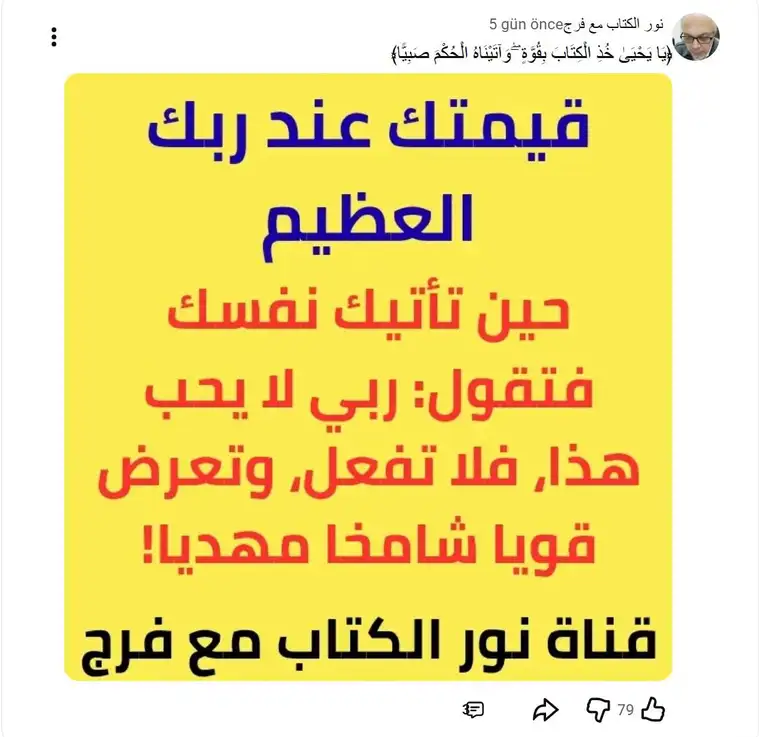 نور الكتاب مع فرج 5 gün önce
﴿يَا يَحْيَىٰ خُذِ الْكِتَابَ بِقُوَّةٍ ۖ وَآتَيْنَاهُ الْحُكْمَ صَبِيًّا﴾
قيمتك عند ربك
العظيم
حين تأتيك نفسك
فتقول: ربي لا يحب
هذا، فلا تفعل، وتعرض
قويا شامخا مهديا!
قناة نور الكتاب مع فرج
79
3